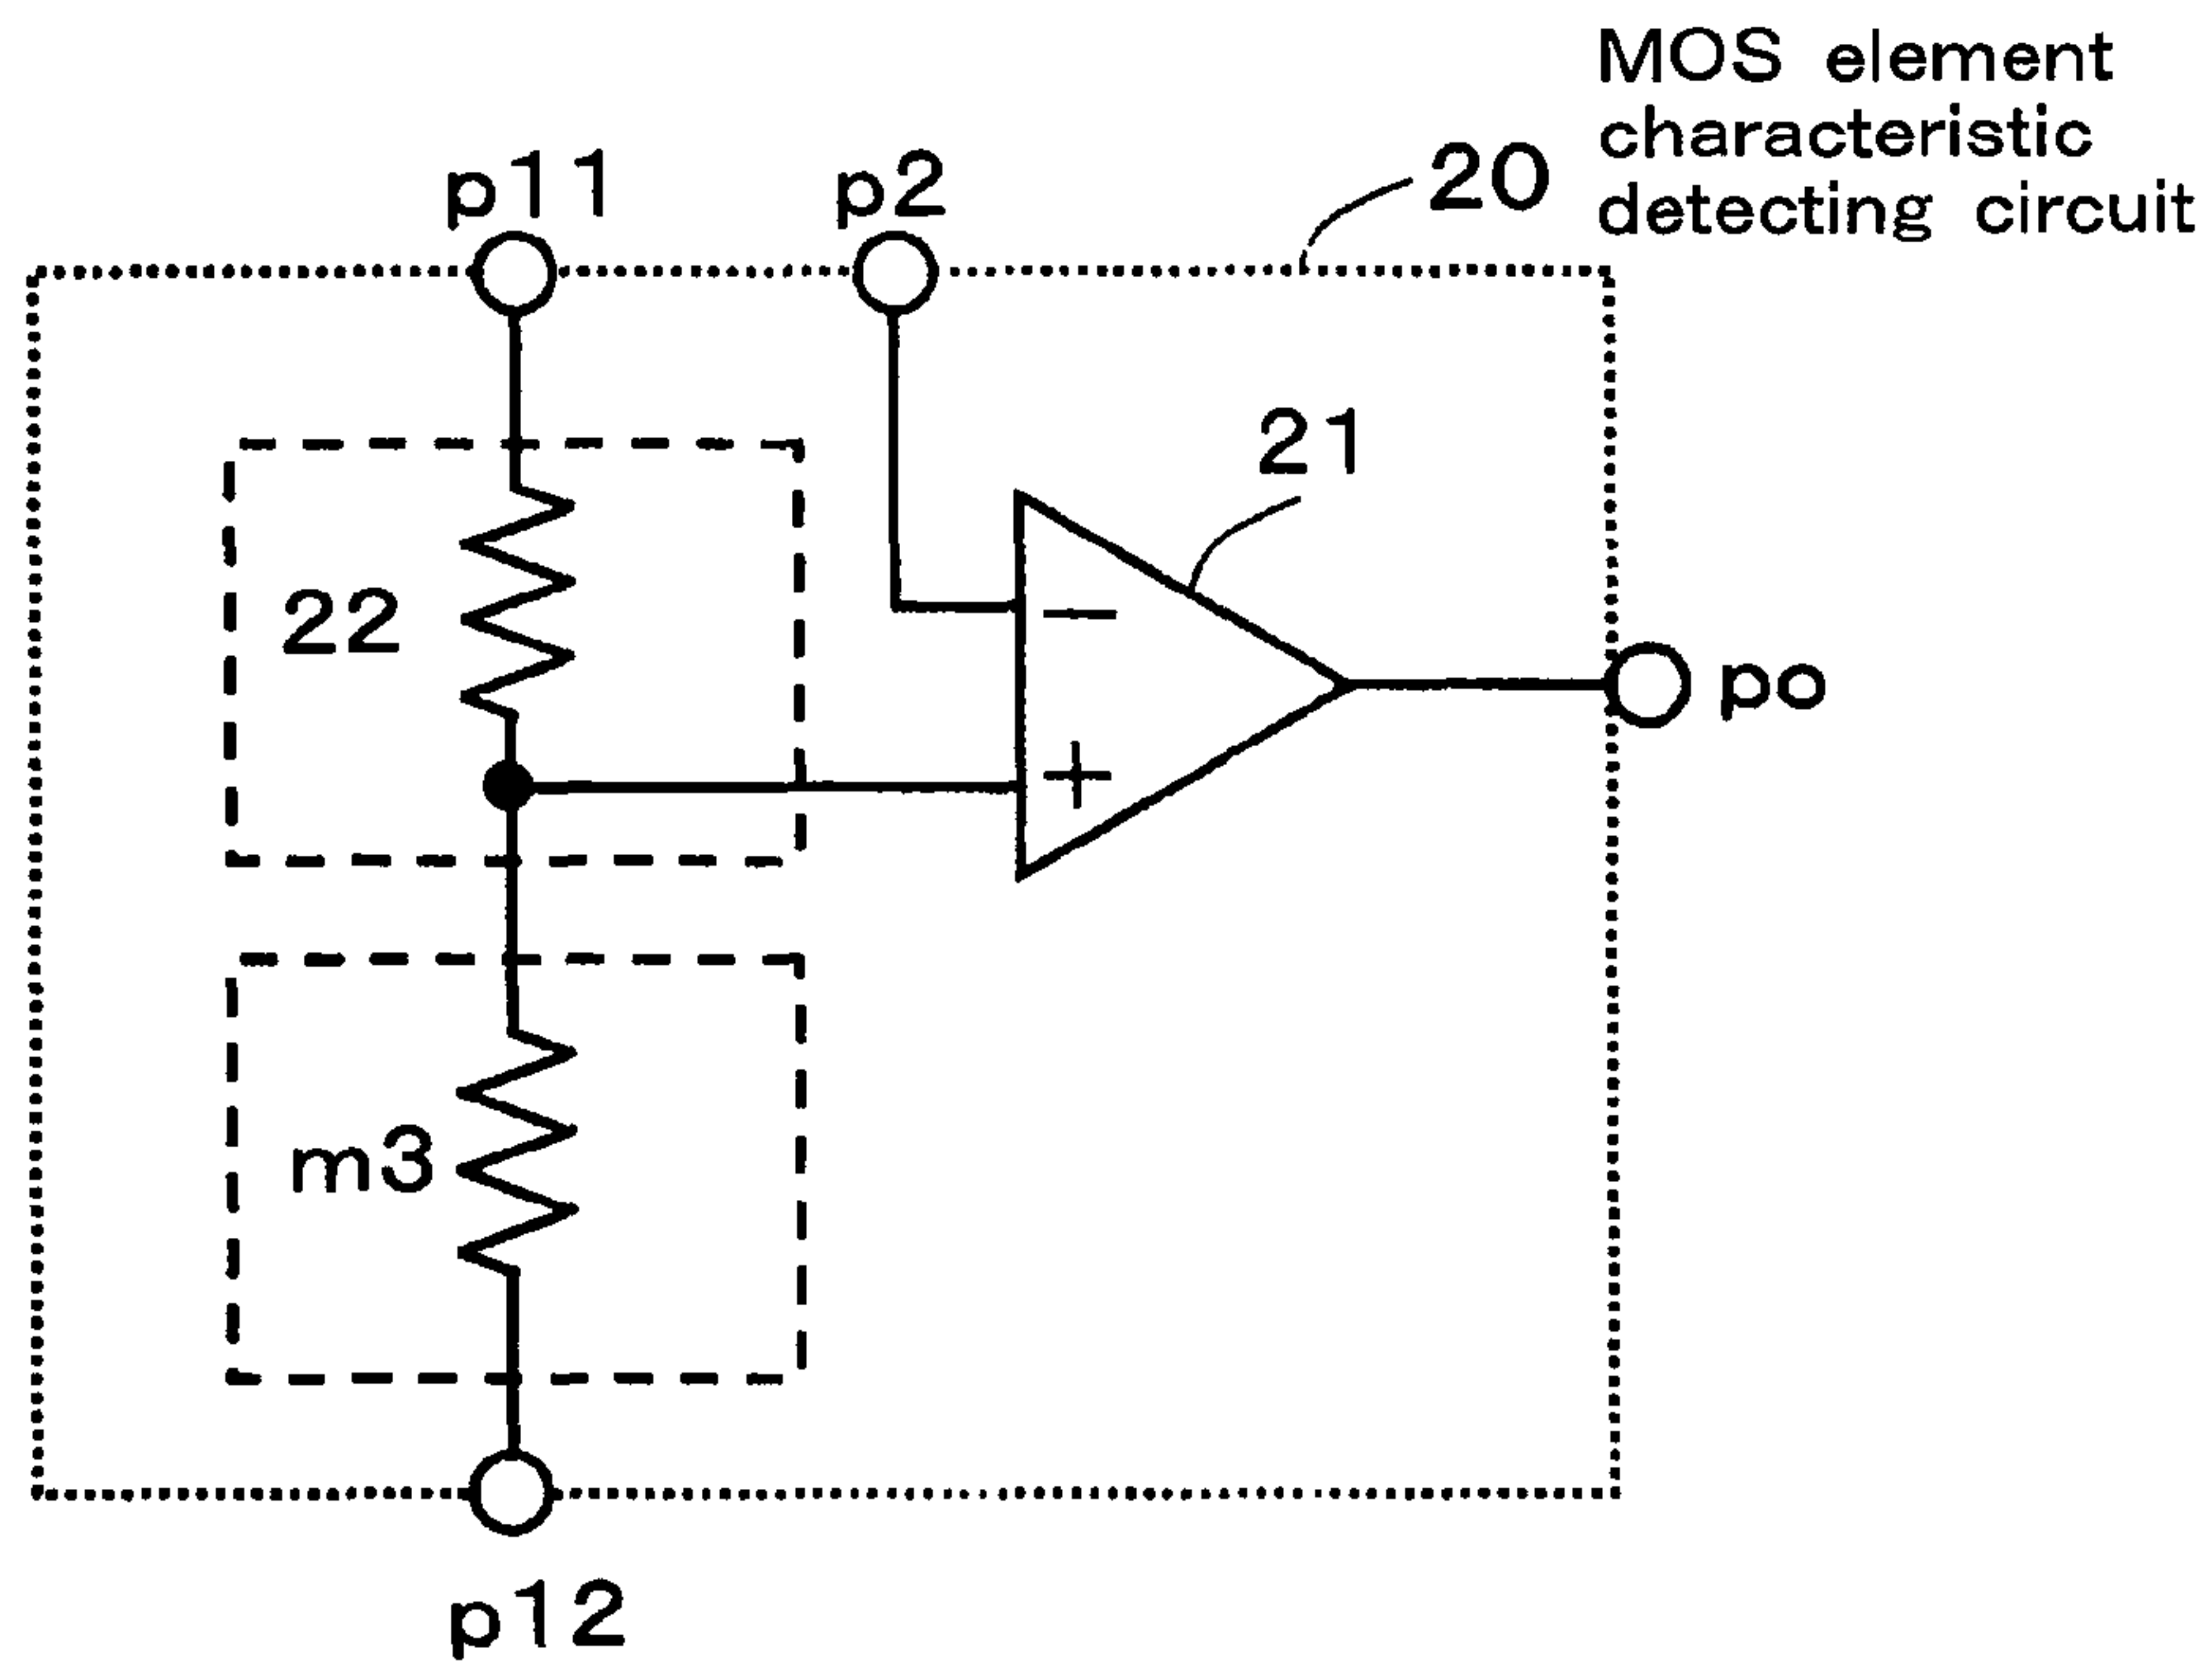 MOS element
characteristic
detecting circuit
20
p11
p2
21
22
−
+
po
m3
p12